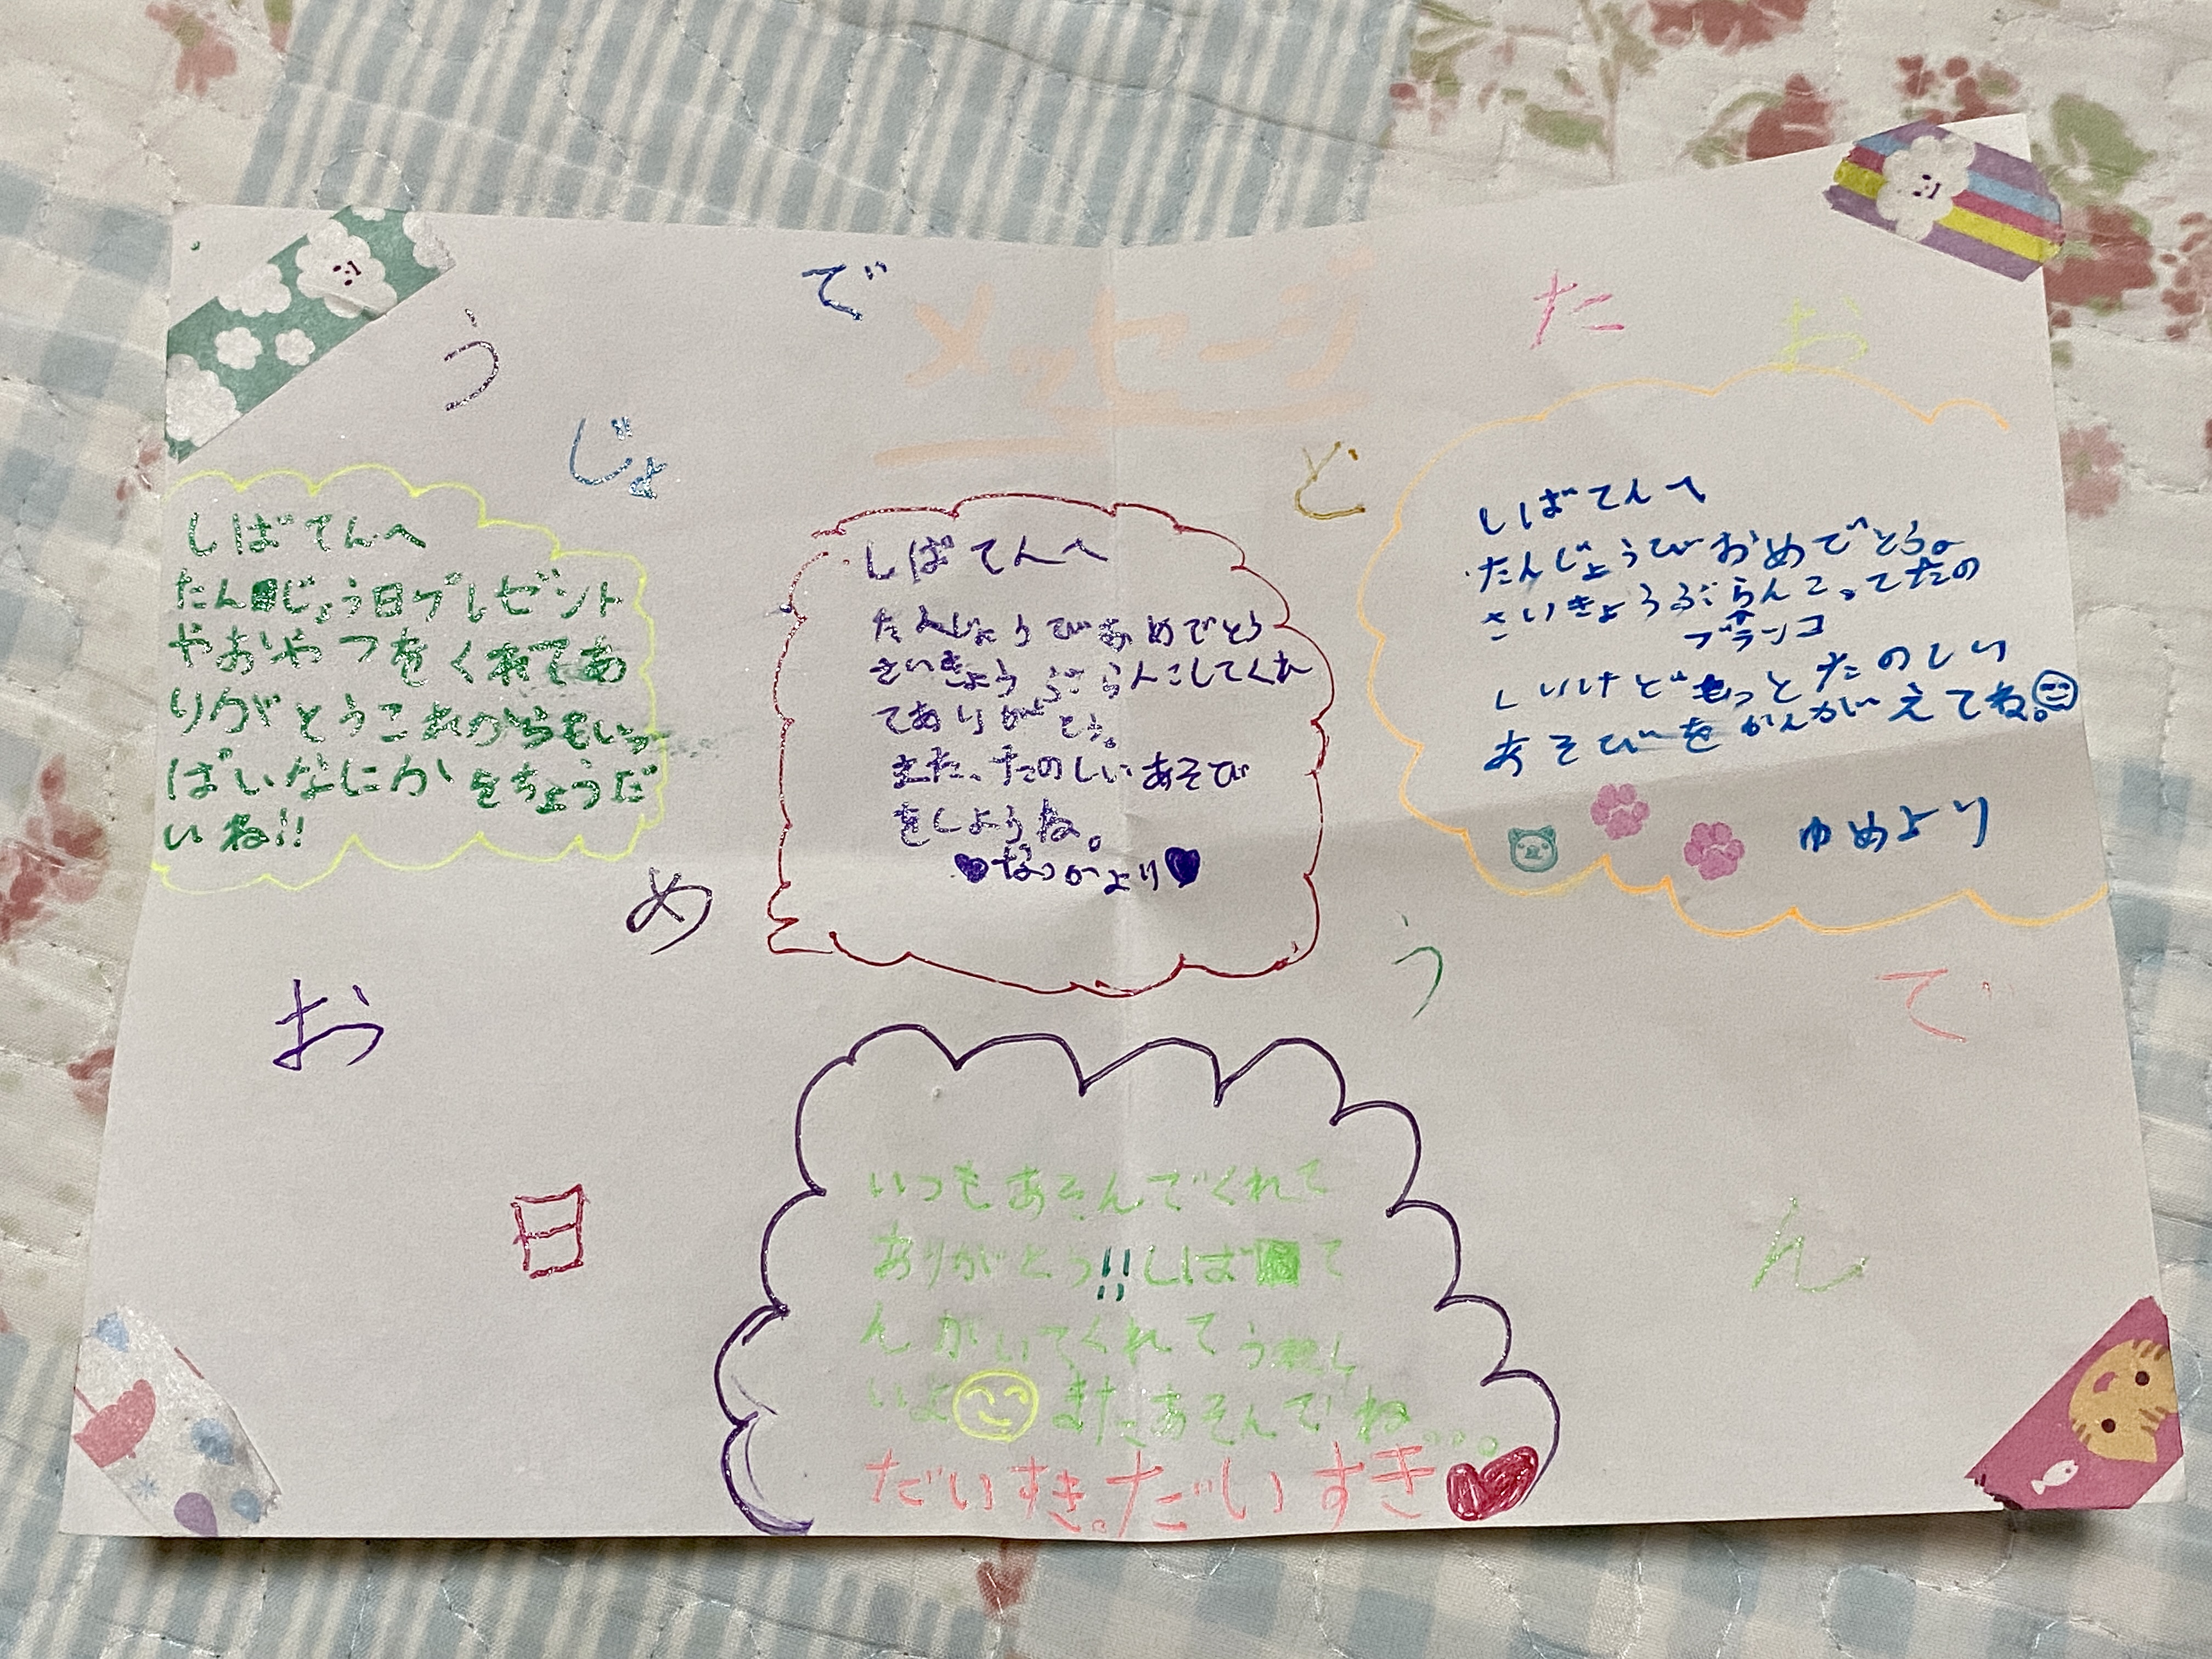 メッセージ
で
た
お
う
じょ
ど
しばてんへ
たんじょう日プレゼント
やおやつをくれてあ
りがとうこれからもいっ
ぱいなにかをちょうだ
いね!!
しばてんへ
たんじょうびおめでとう
さいきょうぶらんこしてくれ
てありがとう。
また、たのしいあそび
をしようね。
より
しばてんへ
たんじょうびおめでとう。
さいきょうぶらんこってたの
ブランコ
しいけどもっとたのしい
あそびをかんがえてね。
ゆめより
め
お
う
で
日
ん
いつもあそんでくれて
ありがとう!!しばて
んがいてくれてうれし
いよ またあそんでね...。
だいすき。だいすき